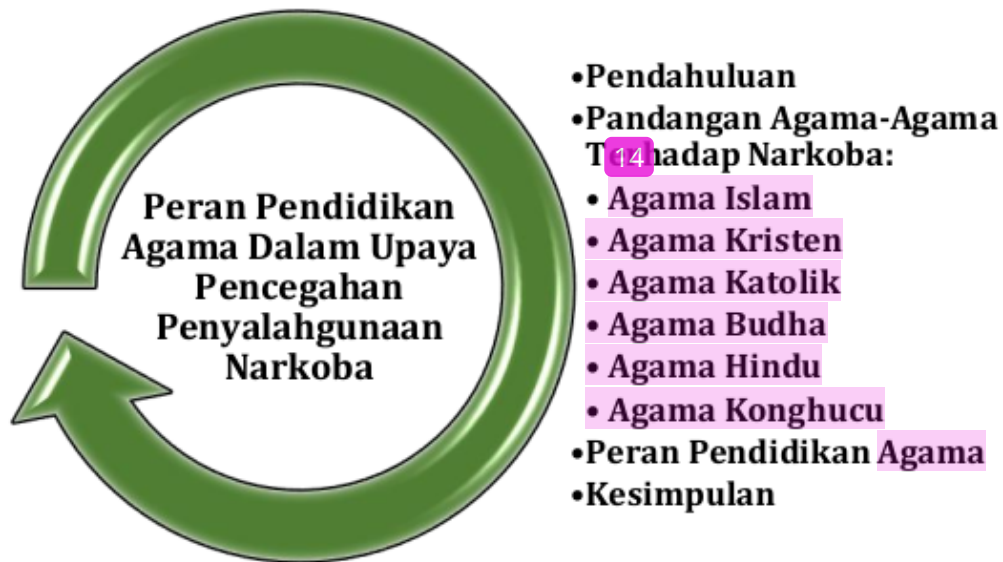 Peran Pendidikan
Agama Dalam Upaya
Pencegahan
Penyalahgunaan
Narkoba
•Pendahuluan
•Pandangan Agama-Agama
Terhadap Narkoba:
14
• Agama Islam
• Agama Kristen
• Agama Katolik
• Agama Budha
• Agama Hindu
• Agama Konghucu
•Peran Pendidikan Agama
•Kesimpulan